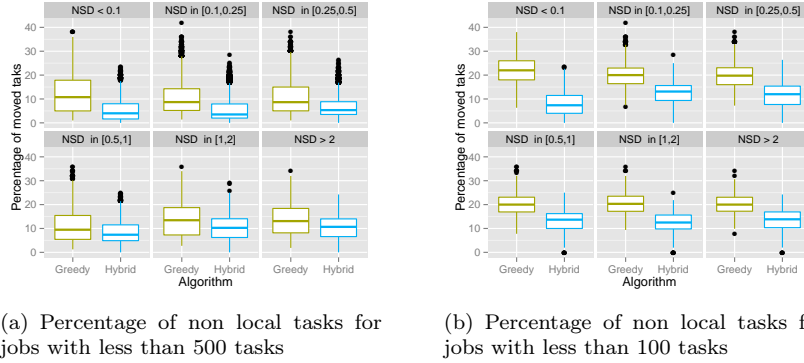 NSD < 0.1 NSD in [0.1,0.25] NSD in [0.25,0.5]
40
30
20
10
0
NSD in [0.5,1] NSD in [1,2] NSD > 2
40
30
20
10
0
Percentage of moved taks
Greedy Hybrid Greedy Hybrid Greedy Hybrid
Algorithm
(a) Percentage of non local tasks for
jobs with less than 500 tasks
NSD < 0.1 NSD in [0.1,0.25] NSD in [0.25,0.5]
40
30
20
10
0
NSD in [0.5,1] NSD in [1,2] NSD > 2
40
30
20
10
0
Percentage of moved taks
Greedy Hybrid Greedy Hybrid Greedy Hybrid
Algorithm
(b) Percentage of non local tasks f
jobs with less than 100 tasks